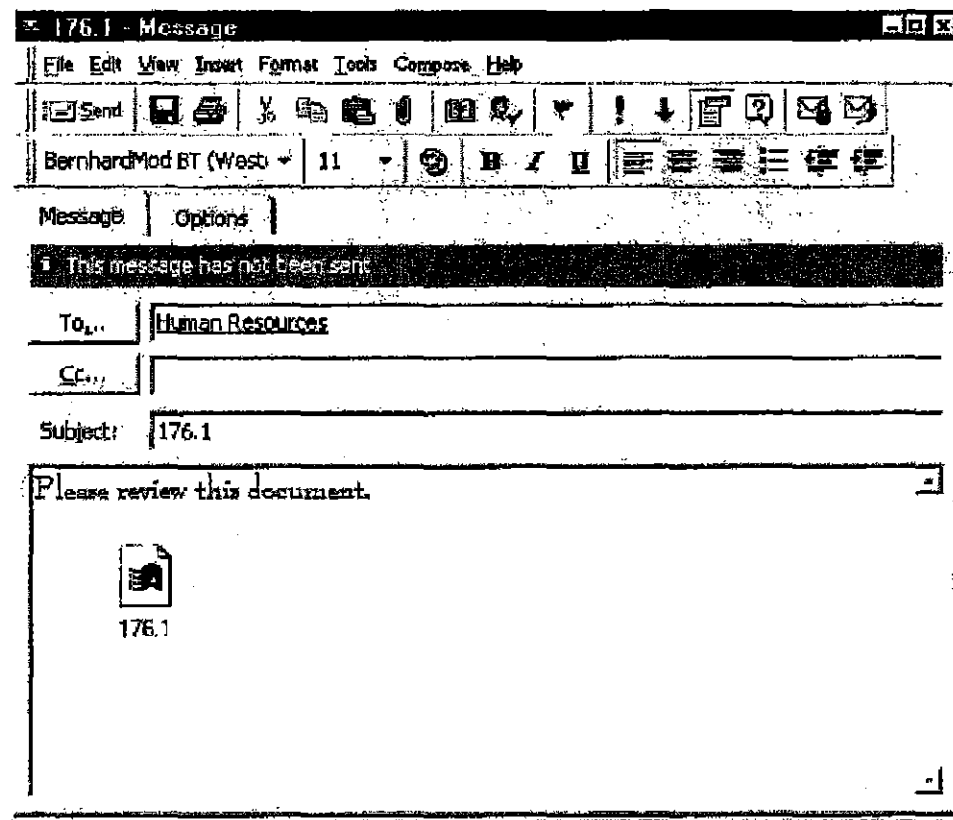 176.1 - Message
File Edit View Insert Format Tools Compose Help
Send
BernhardMod BT (West 11 B I U
Message Options
i This message has not been sent
To...
Human Resources
Cc...
Subject: 176.1
Please review this document.
176.1